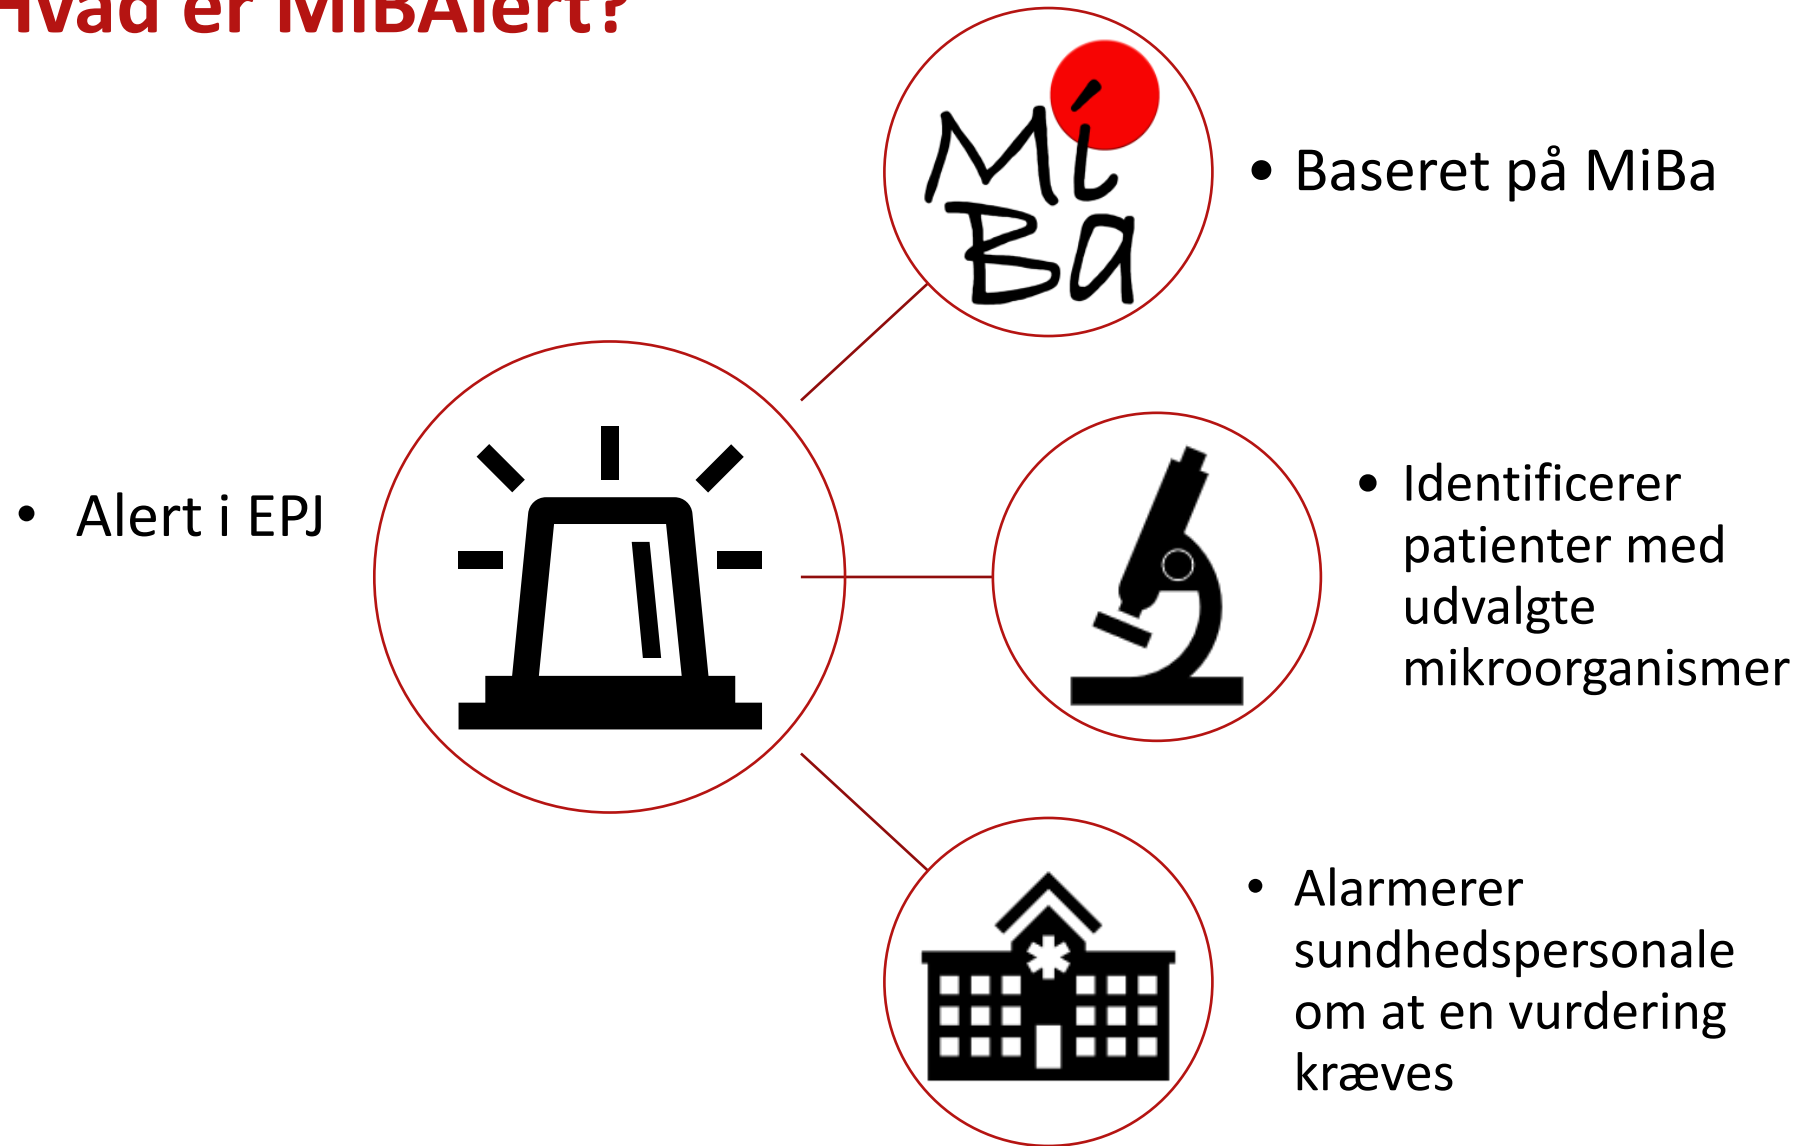 Hvad er MiBAlert?
Mi
Ba
• Baseret på MiBa
• Alert i EPJ
• Identificerer
patienter med
udvalgte
mikroorganismer
• Alarmerer
sundhedspersonale
om at en vurdering
kræves